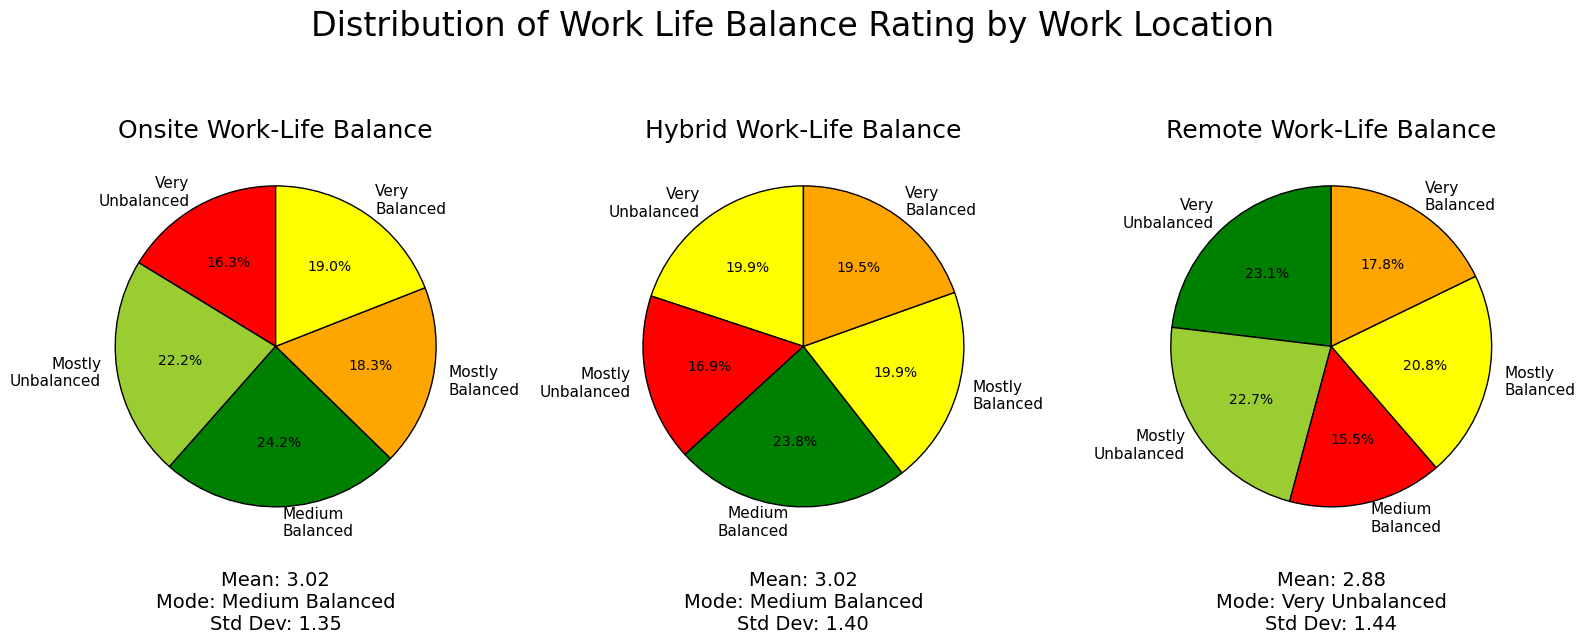 Distribution of Work Life Balance Rating by Work Location
Onsite Work-Life Balance
Very
Unbalanced
Very
Balanced
16.3%
19.0%
22.2%
18.3%
Mostly
Unbalanced
Mostly
Balanced
24.2%
Medium
Balanced
Mean: 3.02
Mode: Medium Balanced
Std Dev: 1.35
Hybrid Work-Life Balance
Very
Unbalanced
Very
Balanced
19.9%
19.5%
16.9%
19.9%
Mostly
Unbalanced
Mostly
Balanced
23.8%
Medium
Balanced
Mean: 3.02
Mode: Medium Balanced
Std Dev: 1.40
Remote Work-Life Balance
Very
Unbalanced
Very
Balanced
23.1%
17.8%
22.7%
20.8%
Mostly
Balanced
Mostly
Unbalanced
15.5%
Medium
Balanced
Mean: 2.88
Mode: Very Unbalanced
Std Dev: 1.44